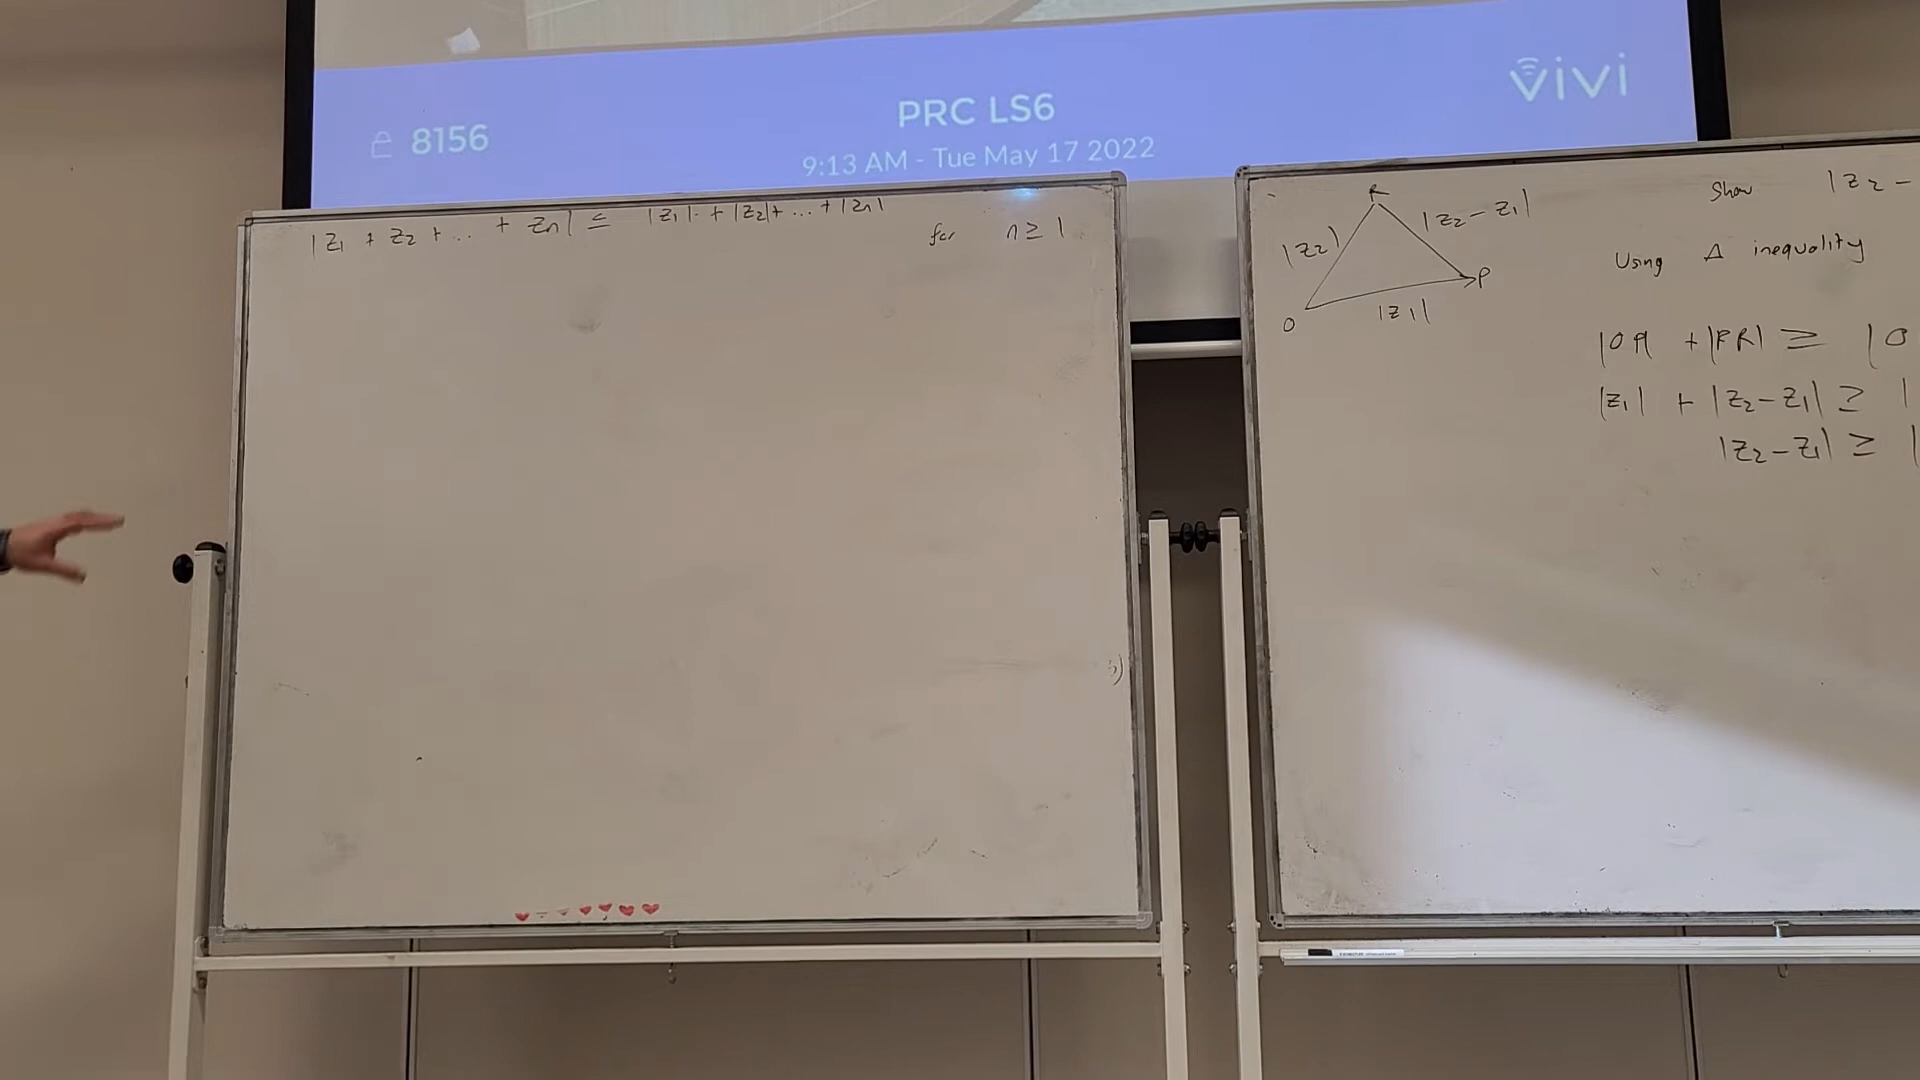 vivi
PRC LS6
8156
9:13 AM - Tue May 17 2022
|z1 + z2 + ... + zn| ≤ |z1| + |z2| + ... + |zn|
for n ≥ 1
R
|z2|
|z2 - z1|
P
O
|z1|
Show |z2 -
Using Δ inequality
|OP| + |PR| ≥ |O
|z1| + |z2 - z1| ≥ |
|z2 - z1| ≥ |